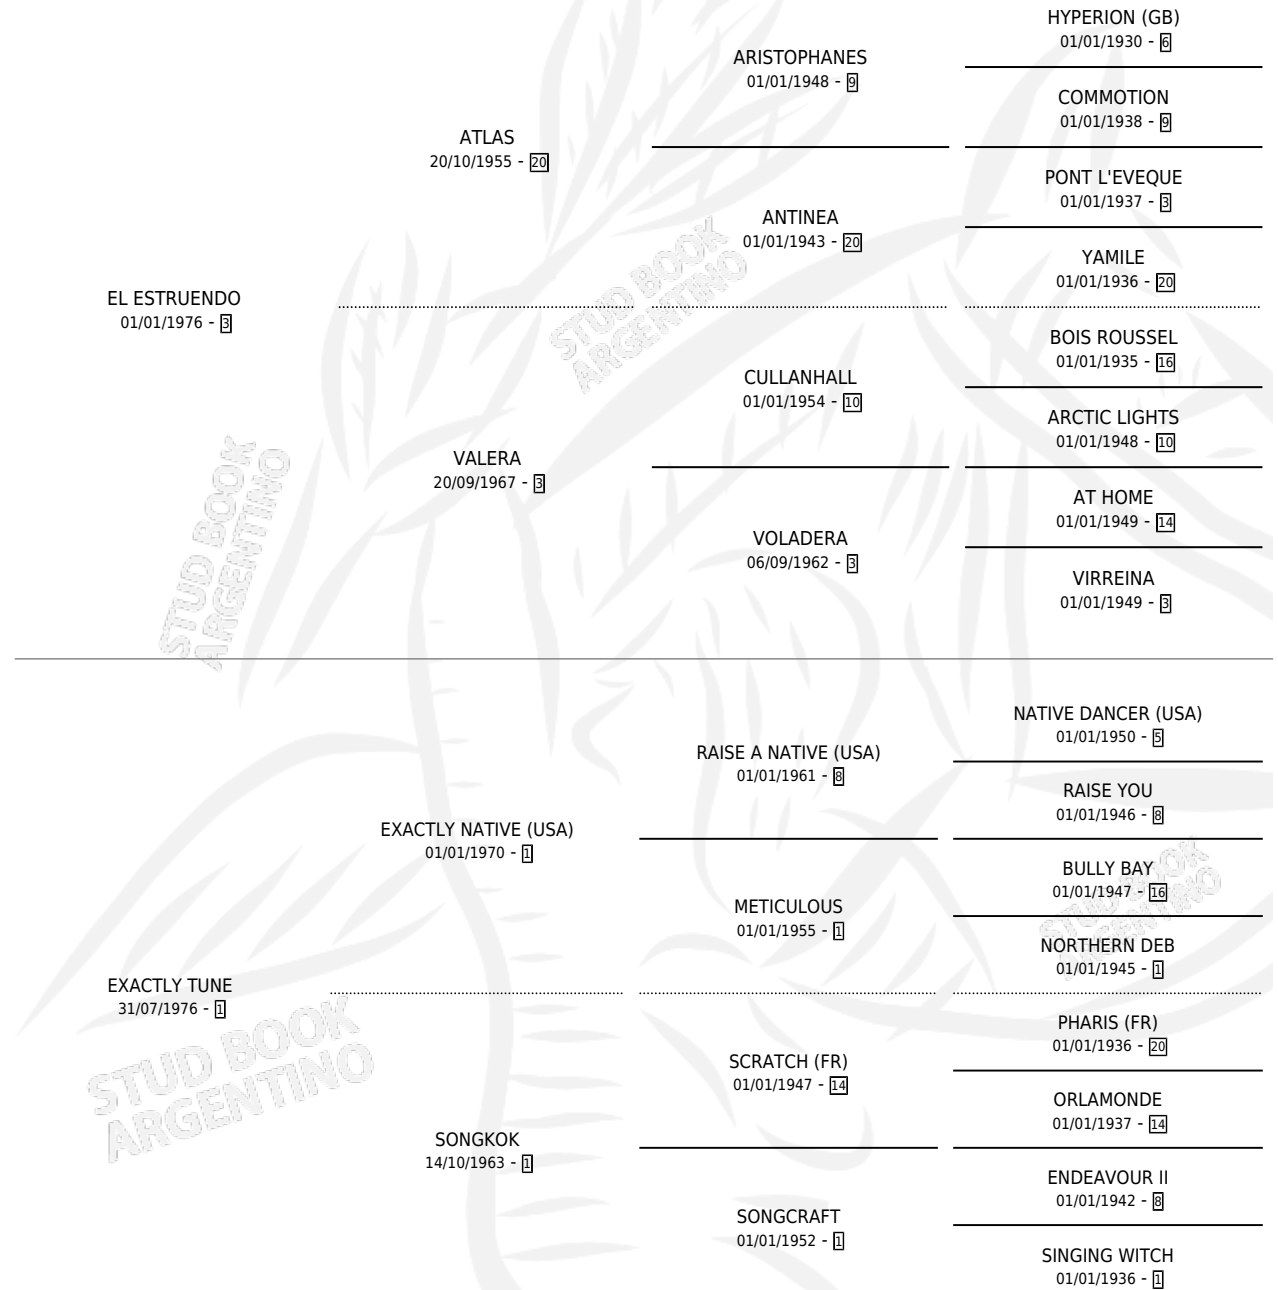 HYPERION (GB)
01/01/1930 - 6
ARISTOPHANES
01/01/1948 - 9
COMMOTION
01/01/1938 - 9
ATLAS
20/10/1955 - 20
PONT L'EVEQUE
01/01/1937 - 3
ANTINEA
01/01/1943 - 20
YAMILE
01/01/1936 - 20
EL ESTRUENDO
01/01/1976 - 3
BOIS ROUSSEL
01/01/1935 - 16
CULLANHALL
01/01/1954 - 10
ARCTIC LIGHTS
01/01/1948 - 10
VALERA
20/09/1967 - 3
AT HOME
01/01/1949 - 14
VOLADERA
06/09/1962 - 3
VIRREINA
01/01/1949 - 3
STUD BOOK
ARGENTINO
STUD BOOK
ARGENTINO
NATIVE DANCER (USA)
01/01/1950 - 5
RAISE A NATIVE (USA)
01/01/1961 - 8
RAISE YOU
01/01/1946 - 8
EXACTLY NATIVE (USA)
01/01/1970 - 1
BULLY BAY
01/01/1947 - 16
METICULOUS
01/01/1955 - 1
NORTHERN DEB
01/01/1945 - 1
EXACTLY TUNE
31/07/1976 - 1
PHARIS (FR)
01/01/1936 - 20
SCRATCH (FR)
01/01/1947 - 14
ORLAMONDE
01/01/1937 - 14
SONGKOK
14/10/1963 - 1
ENDEAVOUR II
01/01/1942 - 8
SONGCRAFT
01/01/1952 - 1
SINGING WITCH
01/01/1936 - 1
STUD BOOK
ARGENTINO
STUD BOOK
ARGENTINO